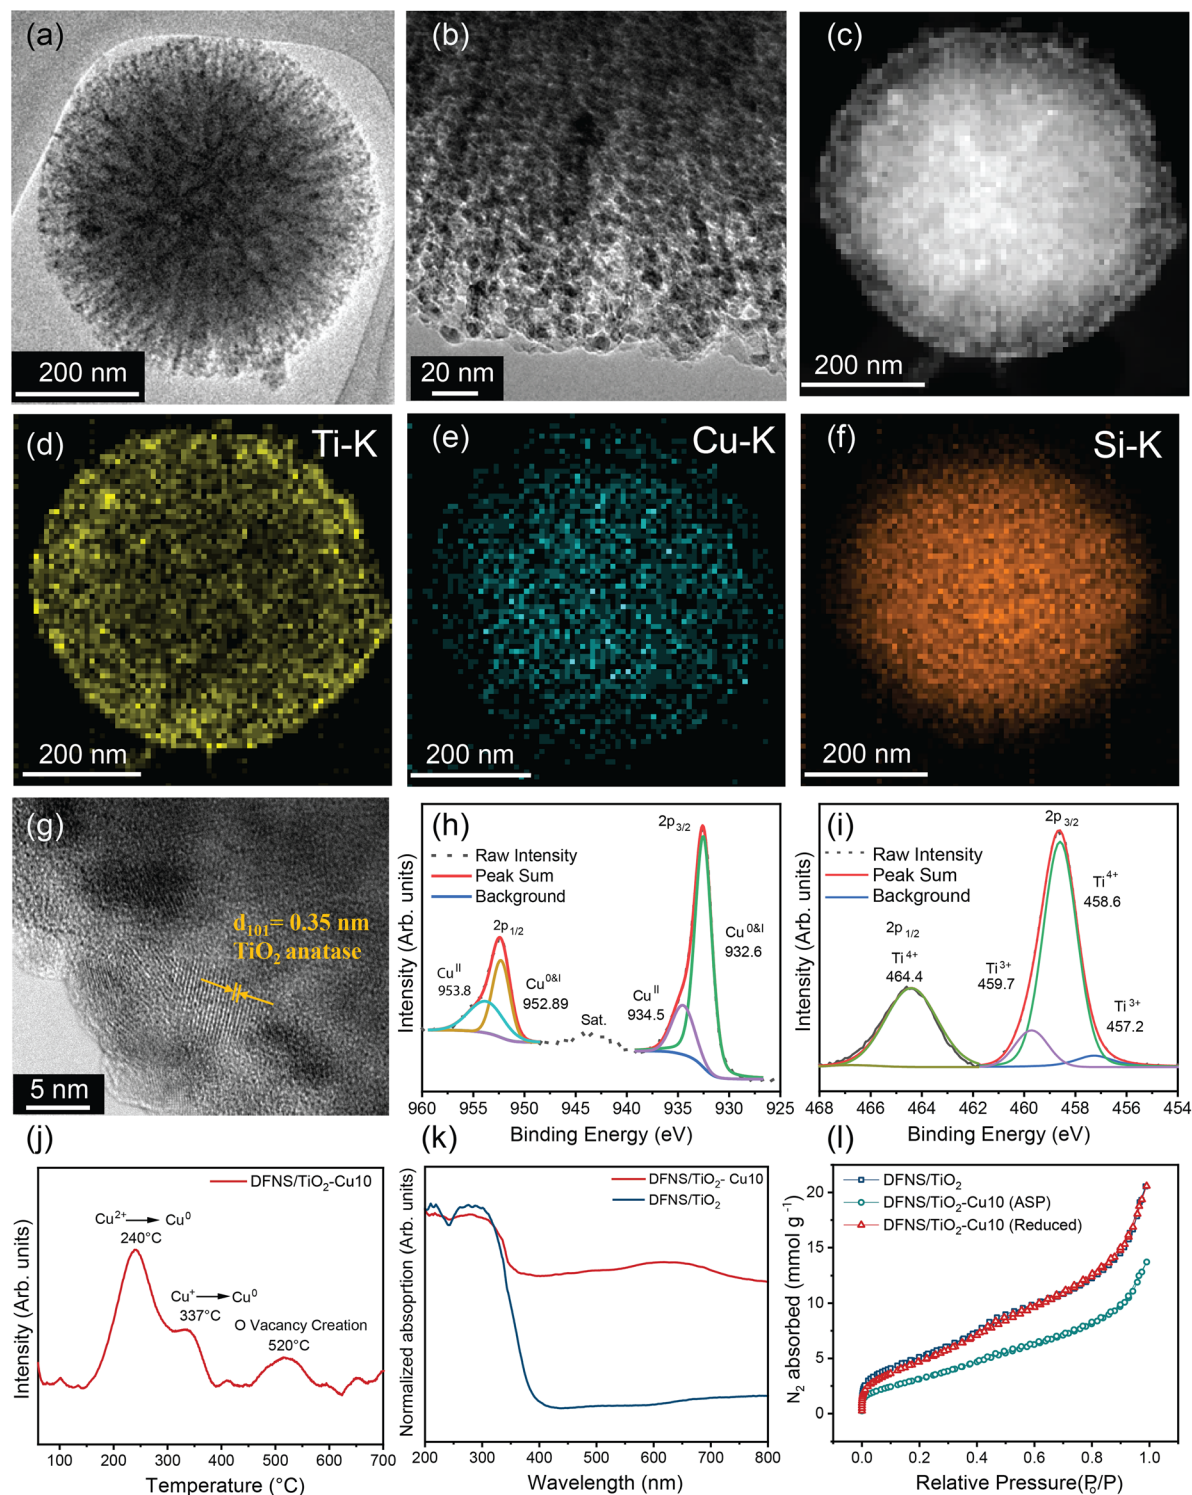 (a)
200 nm
(b)
20 nm
(c)
200 nm
(d)
Ti-K
200 nm
(e)
Cu-K
200 nm
(f)
Si-K
200 nm
(g)
d₁₀₁= 0.35 nm
TiO₂ anatase
5 nm
(h)
2p₃/₂
Raw Intensity
Peak Sum
Background
2p₁/₂
Cuᴵᴵ
953.8
Cu⁰&ᴵ
952.89
Sat.
Cuᴵᴵ
934.5
Cu⁰&ᴵ
932.6
Intensity (Arb. units)
960 955 950 945 940 935 930 925
Binding Energy (eV)
(i)
2p₃/₂
Raw Intensity
Peak Sum
Background
Ti⁴⁺
458.6
2p₁/₂
Ti⁴⁺
464.4
Ti³⁺
459.7
Ti³⁺
457.2
Intensity (Arb. units)
468 466 464 462 460 458 456 454
Binding Energy (eV)
(j)
DFNS/TiO₂-Cu10
Cu²⁺ → Cu⁰
240°C
Cu⁺ → Cu⁰
337°C
O Vacancy Creation
520°C
Intensity (Arb. units)
100 200 300 400 500 600 700
Temperature (°C)
(k)
DFNS/TiO₂- Cu10
DFNS/TiO₂
Normalized absoprtion (Arb. units)
200 300 400 500 600 700 800
Wavelength (nm)
(l)
DFNS/TiO₂
DFNS/TiO₂-Cu10 (ASP)
DFNS/TiO₂-Cu10 (Reduced)
N₂ absorbed (mmol g⁻¹)
20
15
10
5
0
0.0 0.2 0.4 0.6 0.8 1.0
Relative Pressure(Pₒ/P)